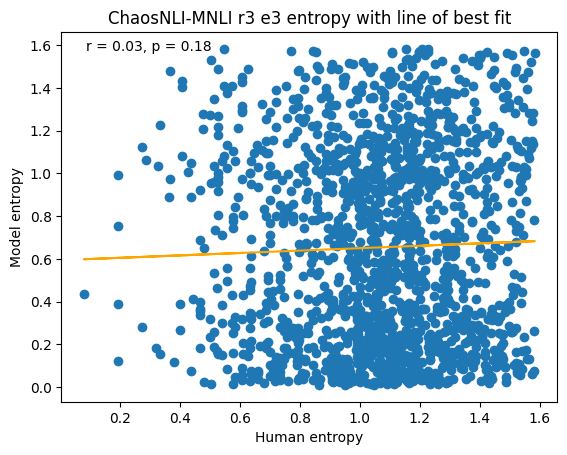 ChaosNLI-MNLI r3 e3 entropy with line of best fit
r = 0.03, p = 0.18
Model entropy
1.6
1.4
1.2
1.0
0.8
0.6
0.4
0.2
0.0
0.2 0.4 0.6 0.8 1.0 1.2 1.4 1.6
Human entropy